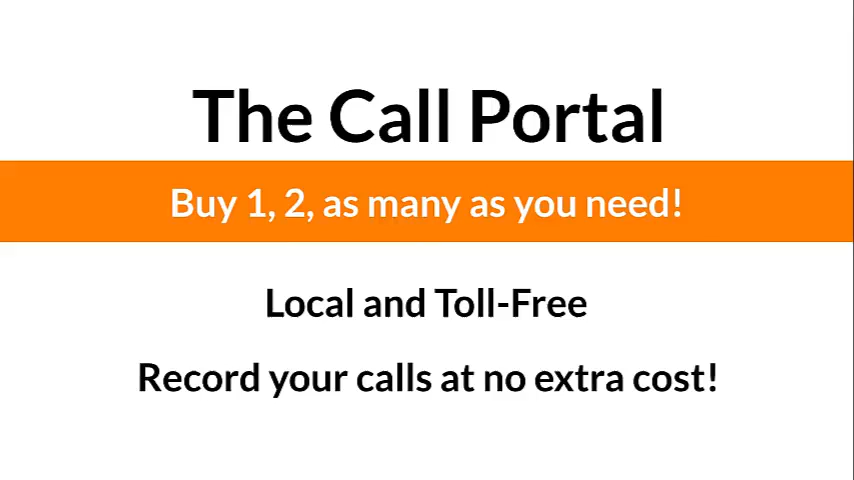 The Call Portal
Buy 1, 2, as many as you need!
Local and Toll-Free
Record your calls at no extra cost!